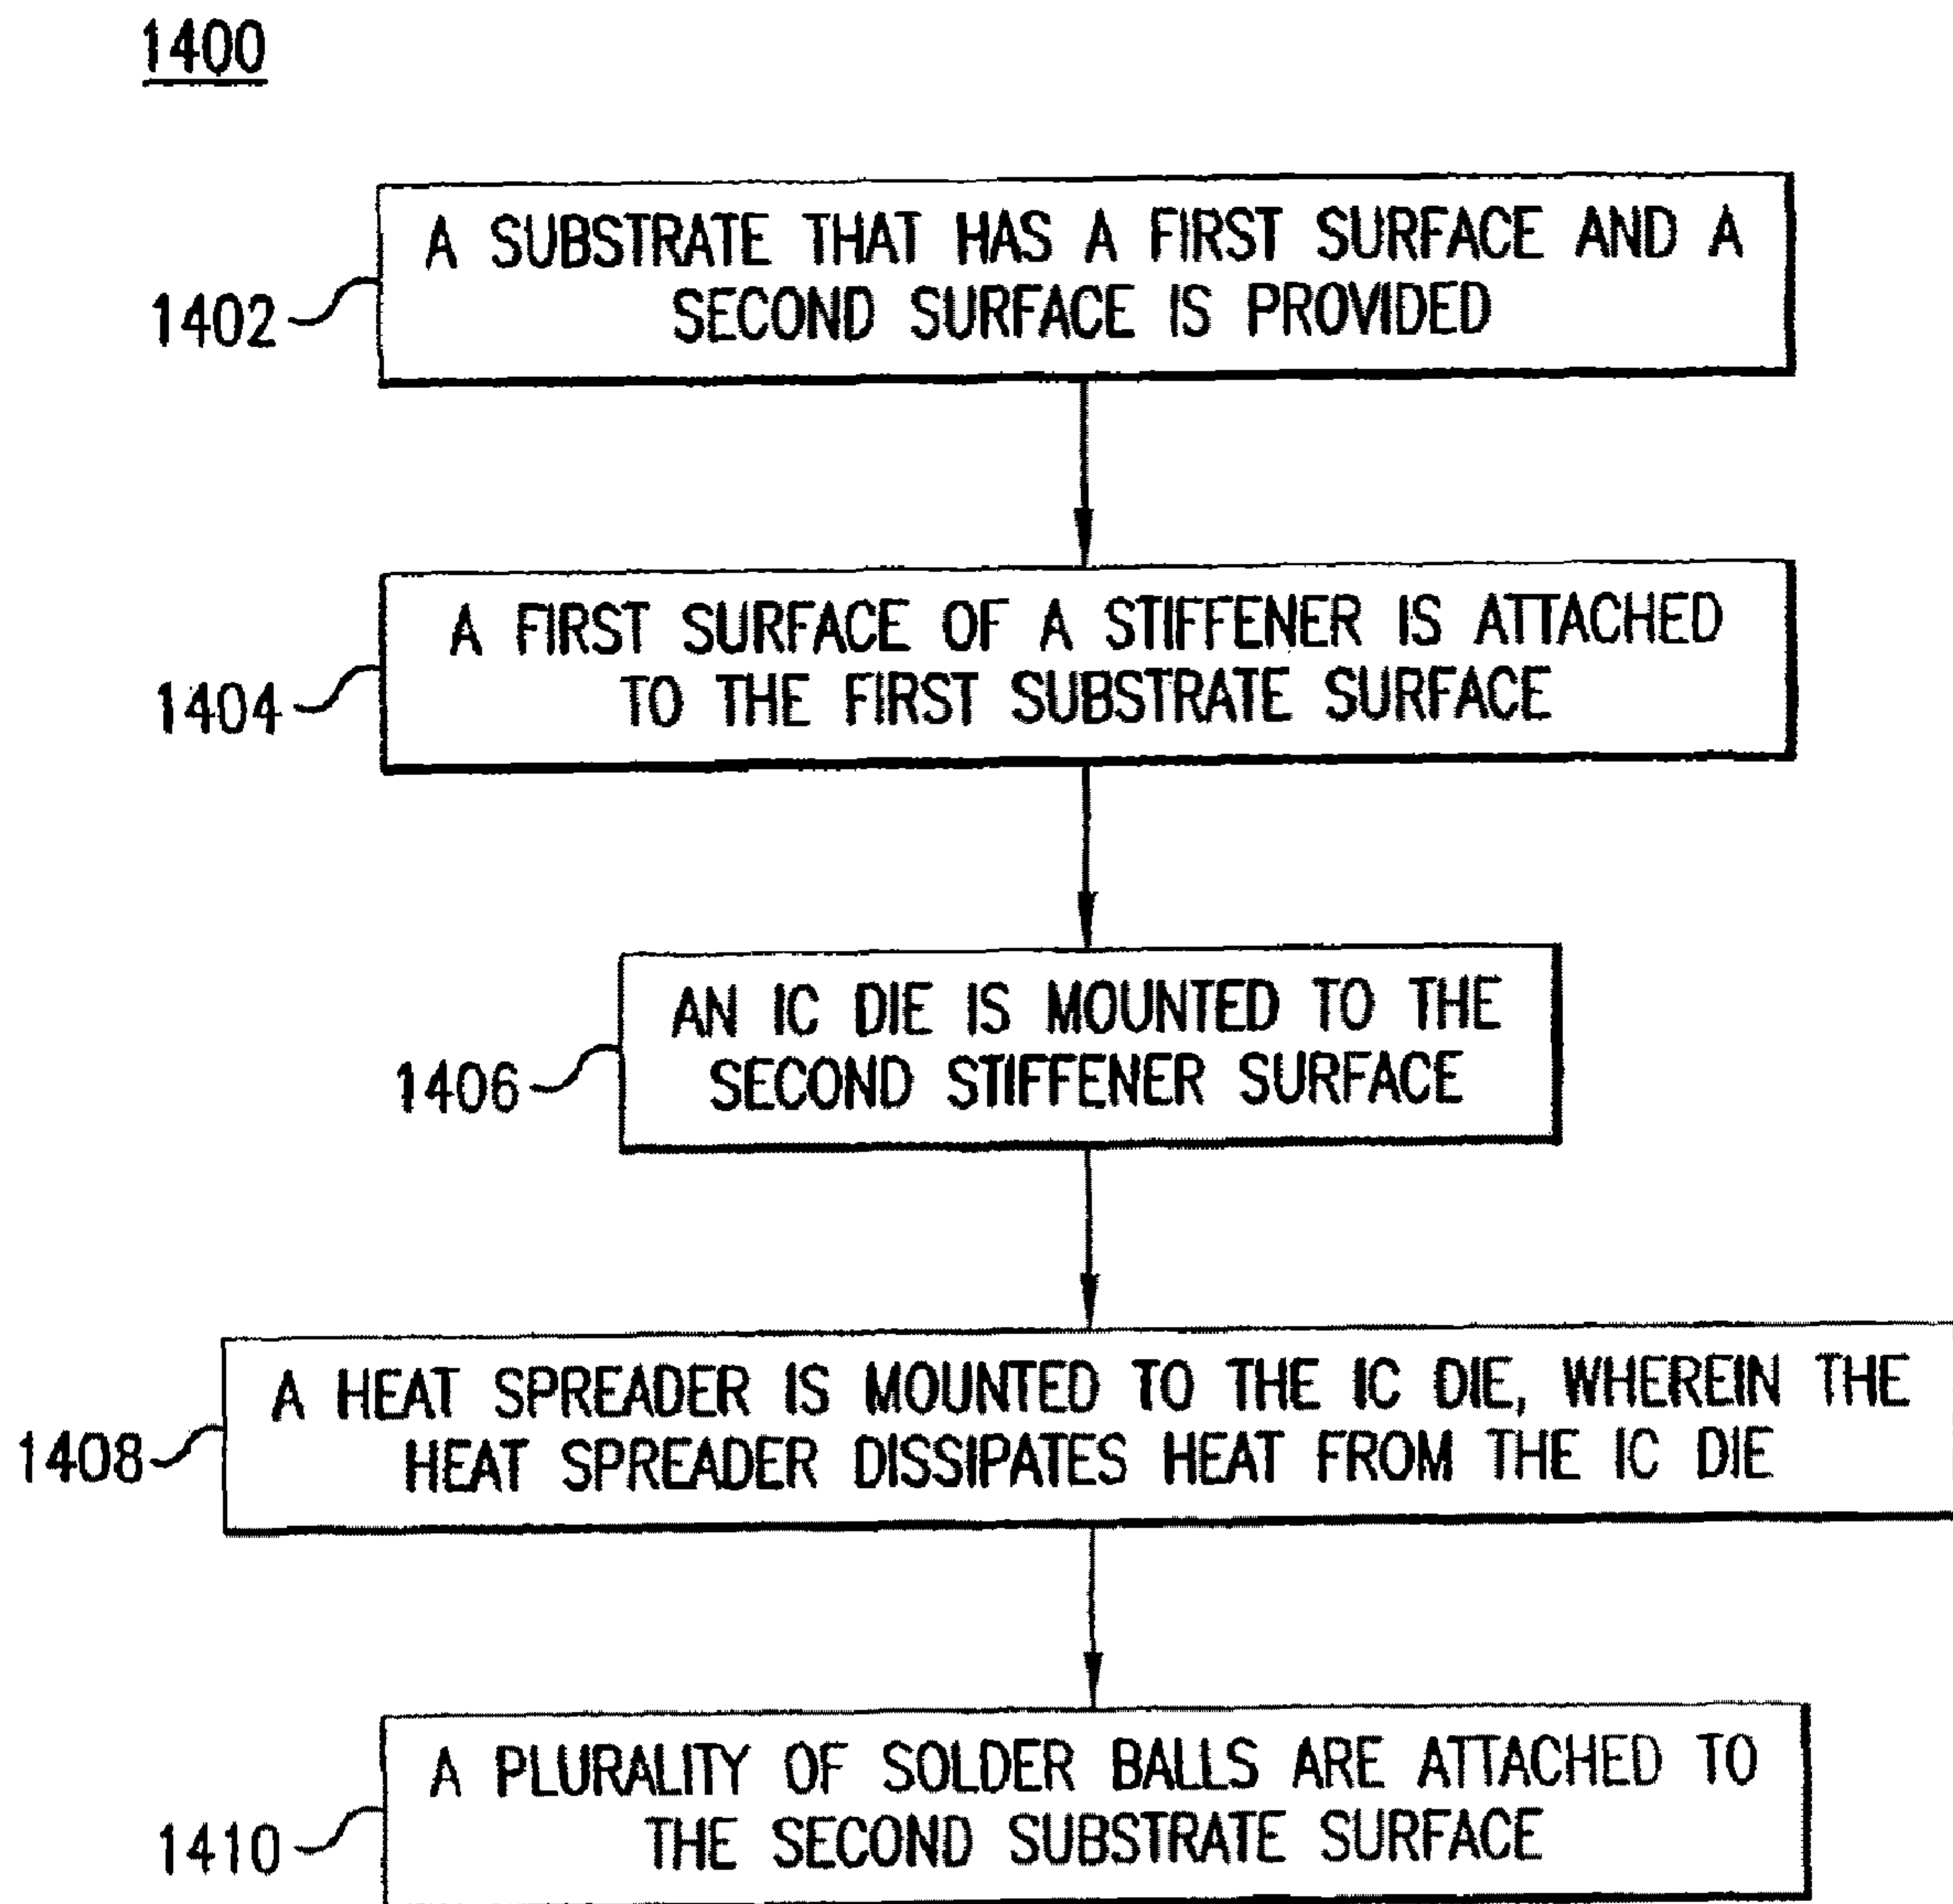 1400
A SUBSTRATE THAT HAS A FIRST SURFACE AND A
SECOND SURFACE IS PROVIDED
1402
A FIRST SURFACE OF A STIFFENER IS ATTACHED
TO THE FIRST SUBSTRATE SURFACE
1404
AN IC DIE IS MOUNTED TO THE
SECOND STIFFENER SURFACE
1406
A HEAT SPREADER IS MOUNTED TO THE IC DIE, WHEREIN THE
HEAT SPREADER DISSIPATES HEAT FROM THE IC DIE
1408
A PLURALITY OF SOLDER BALLS ARE ATTACHED TO
THE SECOND SUBSTRATE SURFACE
1410